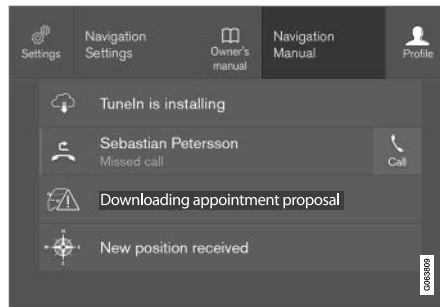 Settings
Navigation
Settings
Owner's
manual
Navigation
Manual
Profile
TuneIn is installing
Sebastian Petersson
Missed call
Call
Downloading appointment proposal
New position received
G063809